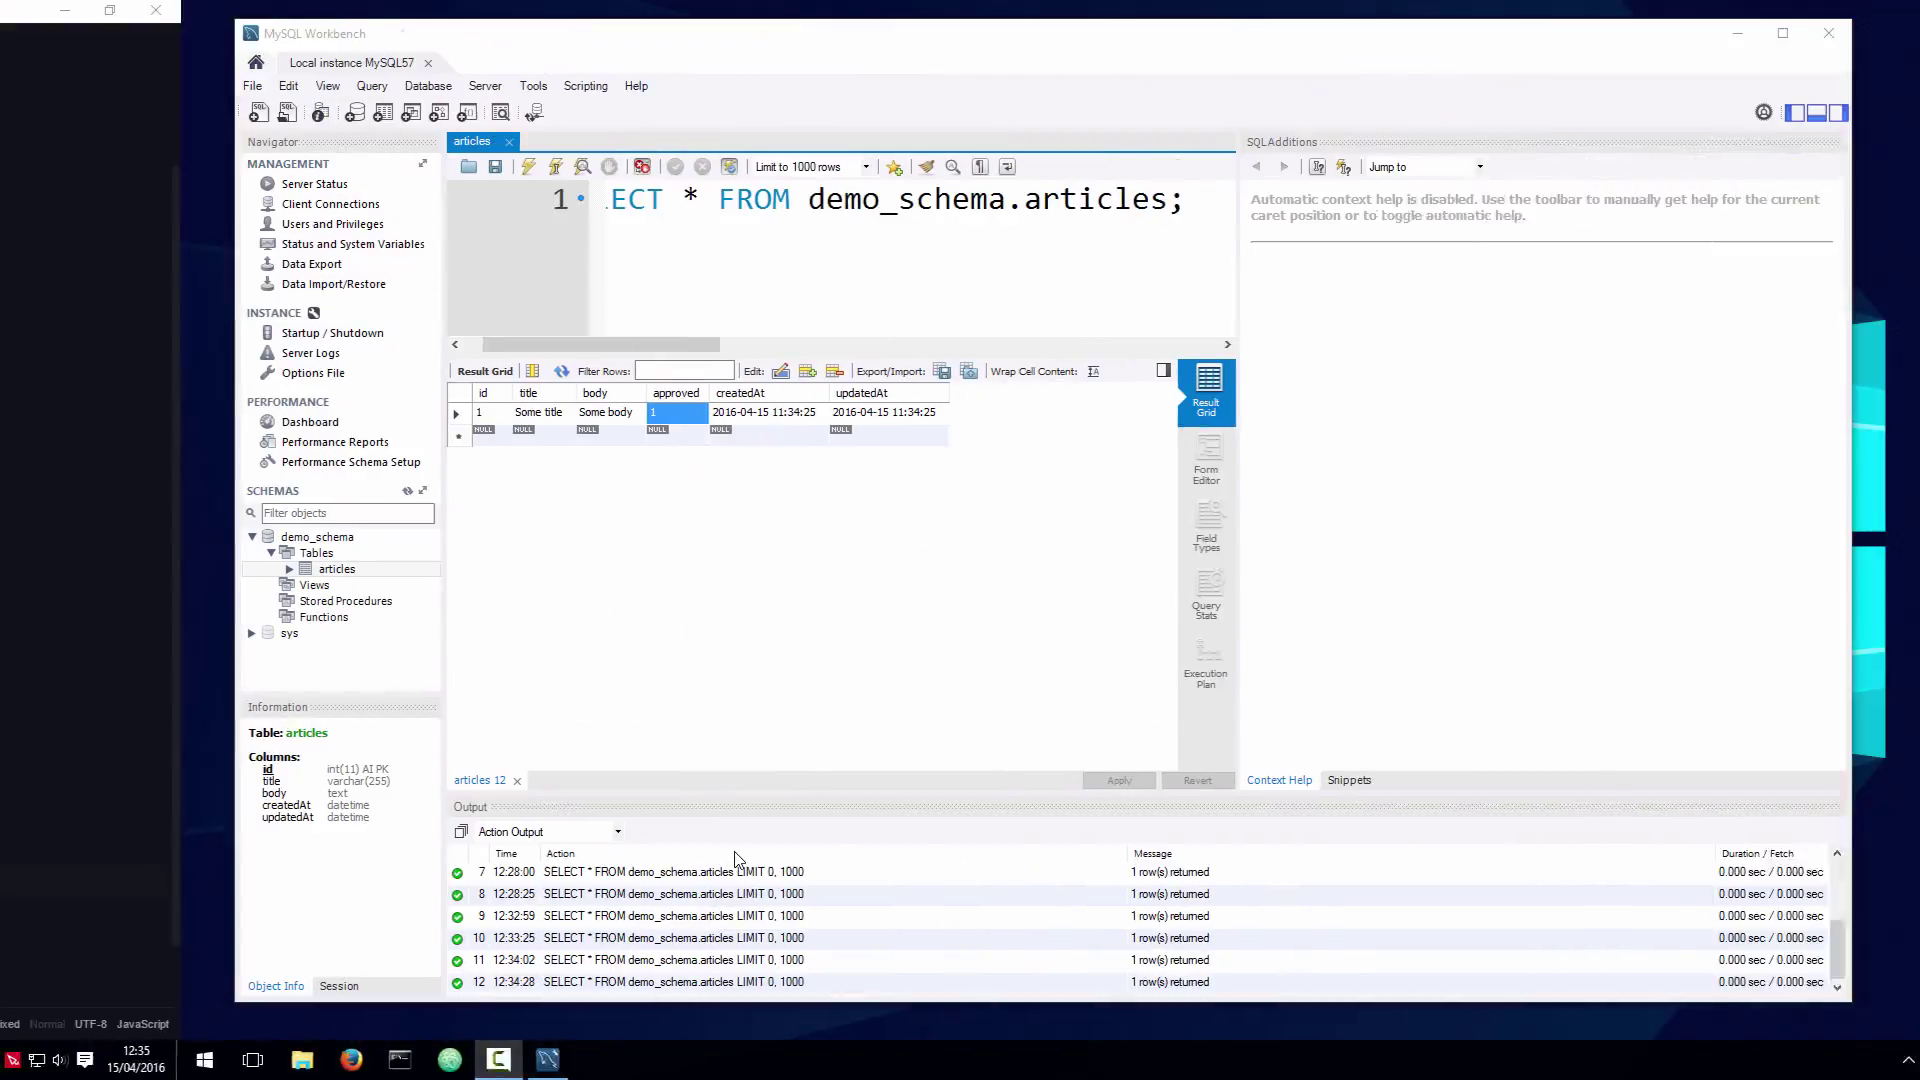 MySQL Workbench
Local instance MySQL57
File Edit View Query Database Server Tools Scripting Help
Navigator
MANAGEMENT
Server Status
Client Connections
Users and Privileges
Status and System Variables
Data Export
Data Import/Restore
INSTANCE
Startup / Shutdown
Server Logs
Options File
PERFORMANCE
Dashboard
Performance Reports
Performance Schema Setup
SCHEMAS
Filter objects
demo_schema
Tables
articles
Views
Stored Procedures
Functions
sys
Information
Table: articles
Columns:
id int(11) AI PK
title varchar(255)
body text
createdAt datetime
updatedAt datetime
Object Info Session
articles
Limit to 1000 rows
1 ECT * FROM demo_schema.articles;
Result Grid Filter Rows: Edit: Export/Import: Wrap Cell Content:
id title body approved createdAt updatedAt
1 Some title Some body 1 2016-04-15 11:34:25 2016-04-15 11:34:25
NULL NULL NULL NULL NULL NULL
Result
Grid
Form
Editor
Field
Types
Query
Stats
Execution
Plan
articles 12
Apply Revert
SQLAdditions
Jump to
Automatic context help is disabled. Use the toolbar to manually get help for the current
caret position or to toggle automatic help.
Context Help Snippets
Output
Action Output
Time Action Message Duration / Fetch
7 12:28:00 SELECT * FROM demo_schema.articles LIMIT 0, 1000 1 row(s) returned 0.000 sec / 0.000 sec
8 12:28:25 SELECT * FROM demo_schema.articles LIMIT 0, 1000 1 row(s) returned 0.000 sec / 0.000 sec
9 12:32:59 SELECT * FROM demo_schema.articles LIMIT 0, 1000 1 row(s) returned 0.000 sec / 0.000 sec
10 12:33:25 SELECT * FROM demo_schema.articles LIMIT 0, 1000 1 row(s) returned 0.000 sec / 0.000 sec
11 12:34:02 SELECT * FROM demo_schema.articles LIMIT 0, 1000 1 row(s) returned 0.000 sec / 0.000 sec
12 12:34:28 SELECT * FROM demo_schema.articles LIMIT 0, 1000 1 row(s) returned 0.000 sec / 0.000 sec
ixed Normal UTF-8 JavaScript
12:35
15/04/2016